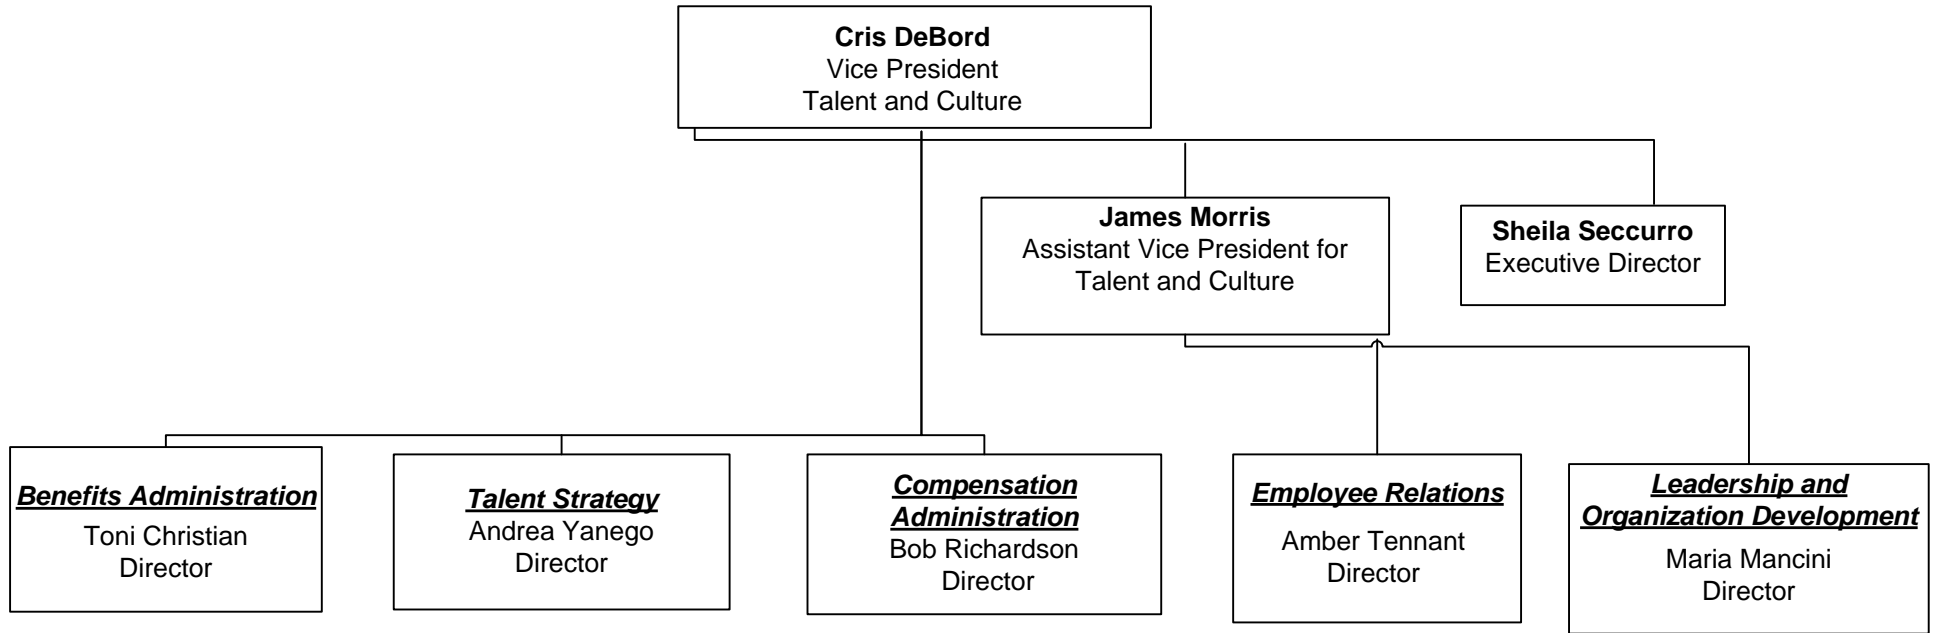 Cris DeBord
Vice President
Talent and Culture
James Morris
Assistant Vice President for
Talent and Culture
Sheila Seccurro
Executive Director
Benefits Administration
Toni Christian
Director
Talent Strategy
Andrea Yanego
Director
Compensation
Administration
Bob Richardson
Director
Employee Relations
Amber Tennant
Director
Leadership and
Organization Development
Maria Mancini
Director